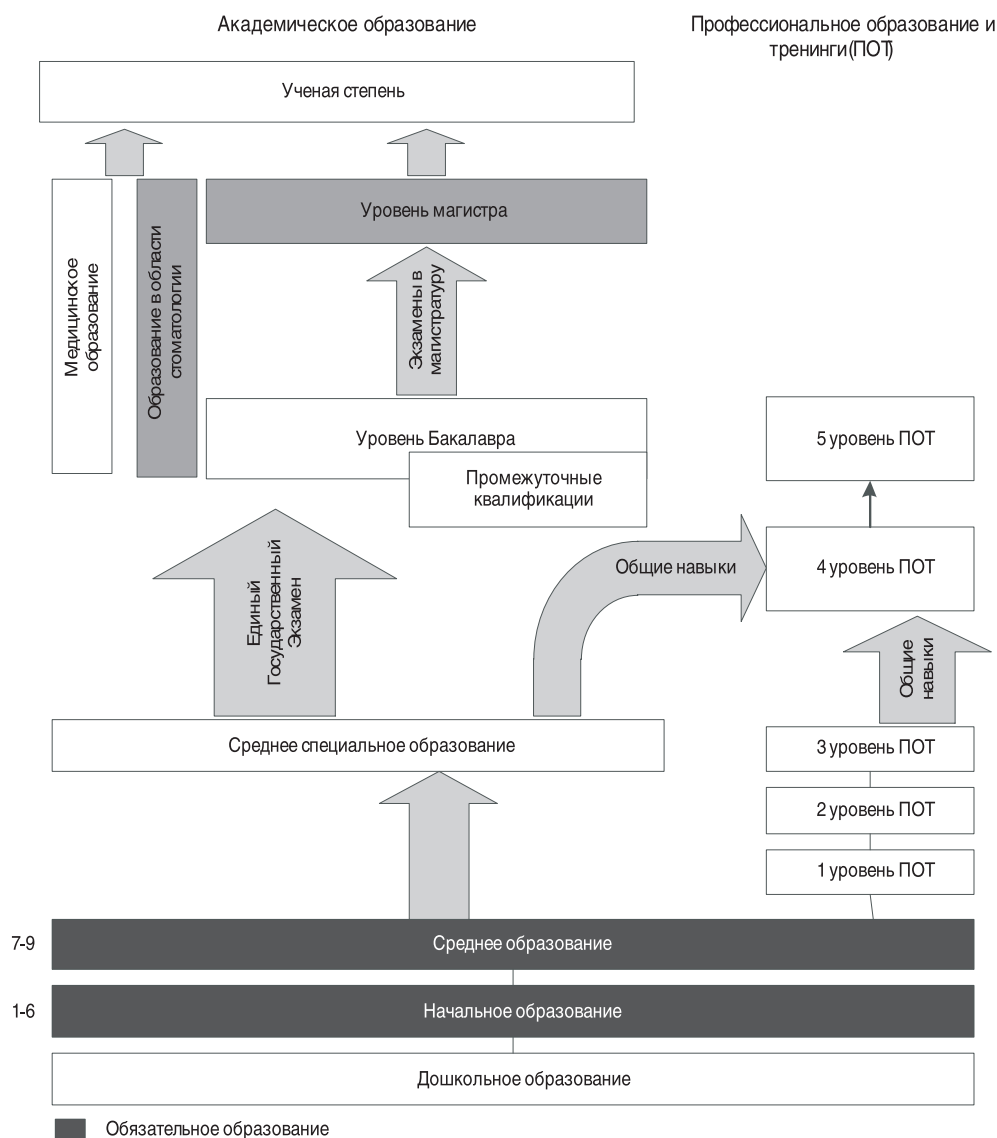 Академическое образование
Профессиональное образование и
тренинги(ПОТ)
Ученая степень
Медицинское
образование
Образование в области
стоматологии
Уровень магистра
Экзамены в
магистратуру
Уровень Бакалавра
Промежуточные
квалификации
5 уровень ПОТ
Единый
Государственный
Экзамен
Общие навыки
4 уровень ПОТ
Общие
навыки
Среднее специальное образование
3 уровень ПОТ
2 уровень ПОТ
1 уровень ПОТ
7-9
Среднее образование
1-6
Начальное образование
Дошкольное образование
Обязательное образование